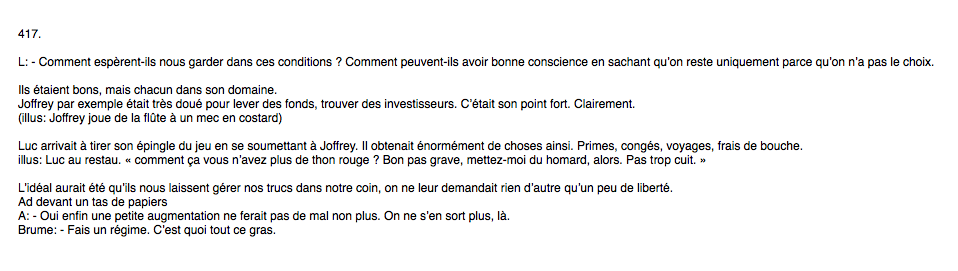 417.
L: - Comment espèrent-ils nous garder dans ces conditions ? Comment peuvent-ils avoir bonne conscience en sachant qu'on reste uniquement parce qu'on n'a pas le choix.
Ils étaient bons, mais chacun dans son domaine.
Joffrey par exemple était très doué pour lever des fonds, trouver des investisseurs. C'était son point fort. Clairement.
(illus: Joffrey joue de la flûte à un mec en costard)
Luc arrivait à tirer son épingle du jeu en se soumettant à Joffrey. Il obtenait énormément de choses ainsi. Primes, congés, voyages, frais de bouche.
illus: Luc au restau. « comment ça vous n'avez plus de thon rouge ? Bon pas grave, mettez-moi du homard, alors. Pas trop cuit. »
L'idéal aurait été qu'ils nous laissent gérer nos trucs dans notre coin, on ne leur demandait rien d'autre qu'un peu de liberté.
Ad devant un tas de papiers
A: - Oui enfin une petite augmentation ne ferait pas de mal non plus. On ne s'en sort plus, là.
Brume: - Fais un régime. C'est quoi tout ce gras.